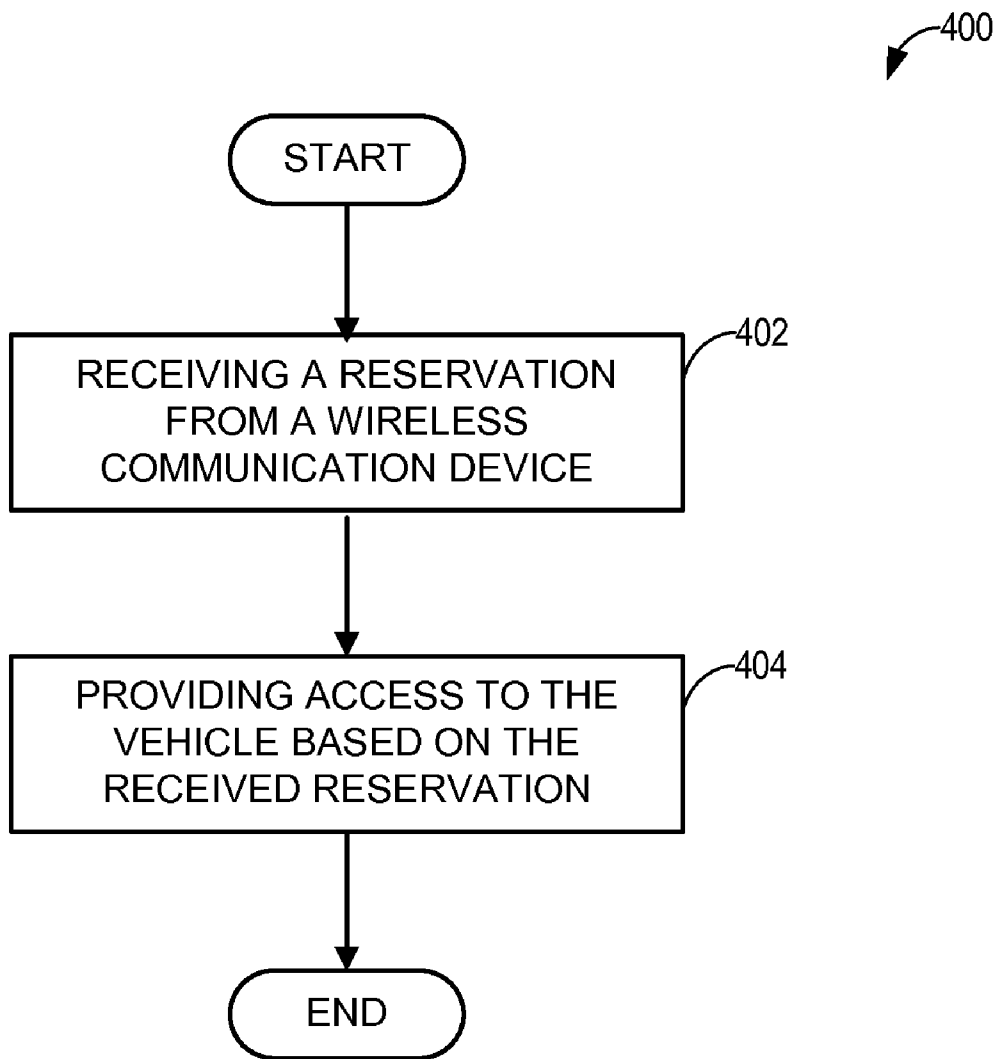 400
START
RECEIVING A RESERVATION
FROM A WIRELESS
COMMUNICATION DEVICE
402
PROVIDING ACCESS TO THE
VEHICLE BASED ON THE
RECEIVED RESERVATION
404
END